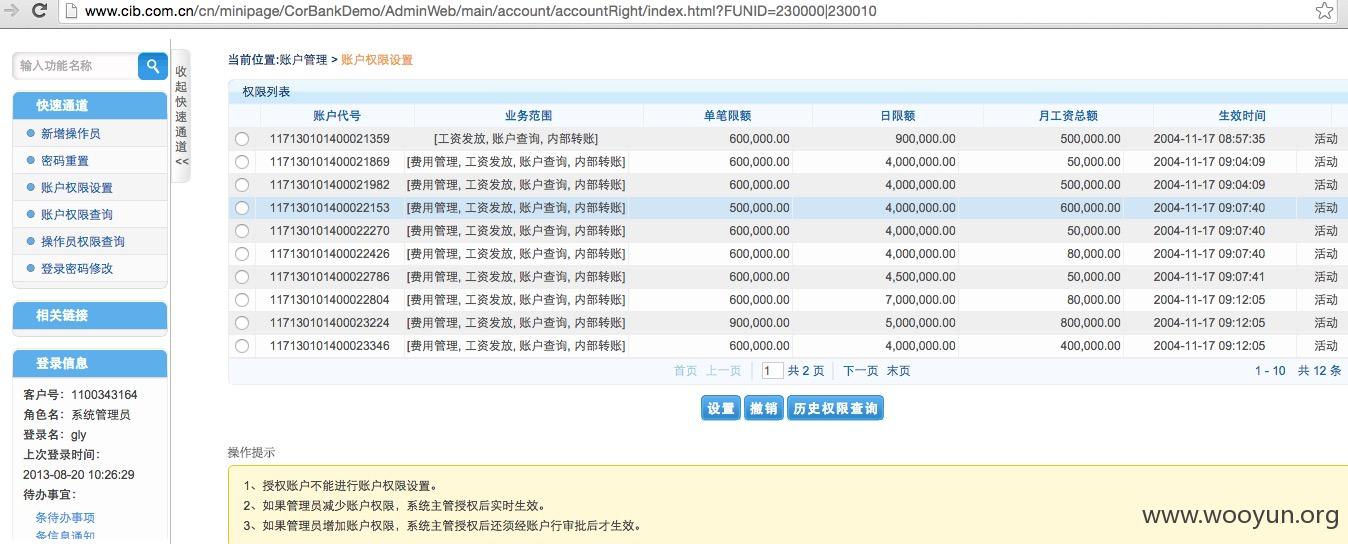 www.cib.com.cn/cn/minipage/CorBankDemo/AdminWeb/main/account/accountRight/index.html?FUNID=230000|230010
输入功能名称
快速通道
新增操作员
密码重置
账户权限设置
账户权限查询
操作员权限查询
登录密码修改
相关链接
登录信息
客户号：1100343164
角色名：系统管理员
登录名：gly
上次登录时间：
2013-08-20 10:26:29
待办事宜：
条待办事项
条信息通知
收起快速通道<<
当前位置:账户管理 > 账户权限设置
权限列表
账户代号 业务范围 单笔限额 日限额 月工资总额 生效时间
117130101400021359 [工资发放, 账户查询, 内部转账] 600,000.00 900,000.00 500,000.00 2004-11-17 08:57:35 活动
117130101400021869 [费用管理, 工资发放, 账户查询, 内部转账] 600,000.00 4,000,000.00 50,000.00 2004-11-17 09:04:09 活动
117130101400021982 [费用管理, 工资发放, 账户查询, 内部转账] 600,000.00 4,000,000.00 500,000.00 2004-11-17 09:04:09 活动
117130101400022153 [费用管理, 工资发放, 账户查询, 内部转账] 500,000.00 4,000,000.00 600,000.00 2004-11-17 09:07:40 活动
117130101400022270 [费用管理, 工资发放, 账户查询, 内部转账] 600,000.00 4,000,000.00 50,000.00 2004-11-17 09:07:40 活动
117130101400022426 [费用管理, 工资发放, 账户查询, 内部转账] 600,000.00 4,000,000.00 80,000.00 2004-11-17 09:07:40 活动
117130101400022786 [费用管理, 工资发放, 账户查询, 内部转账] 600,000.00 4,500,000.00 50,000.00 2004-11-17 09:07:41 活动
117130101400022804 [费用管理, 工资发放, 账户查询, 内部转账] 600,000.00 7,000,000.00 80,000.00 2004-11-17 09:12:05 活动
117130101400023224 [费用管理, 工资发放, 账户查询, 内部转账] 900,000.00 5,000,000.00 800,000.00 2004-11-17 09:12:05 活动
117130101400023346 [费用管理, 工资发放, 账户查询, 内部转账] 600,000.00 4,000,000.00 400,000.00 2004-11-17 09:12:05 活动
首页 上一页 1 共 2 页 下一页 末页 1 - 10 共 12 条
设置 撤销 历史权限查询
操作提示
1、授权账户不能进行账户权限设置。
2、如果管理员减少账户权限，系统主管授权后实时生效。
3、如果管理员增加账户权限，系统主管授权后还须经账户行审批后才生效。
www.wooyun.org